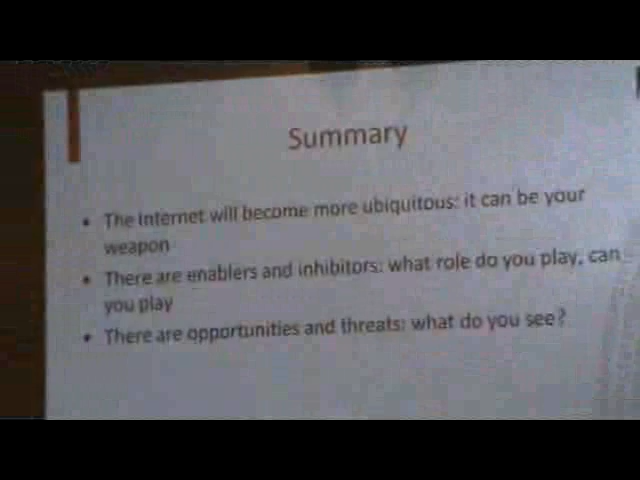 Summary
• The Internet will become more ubiquitous: it can be your
weapon
• There are enablers and inhibitors: what role do you play, can
you play
• There are opportunities and threats: what do you see?